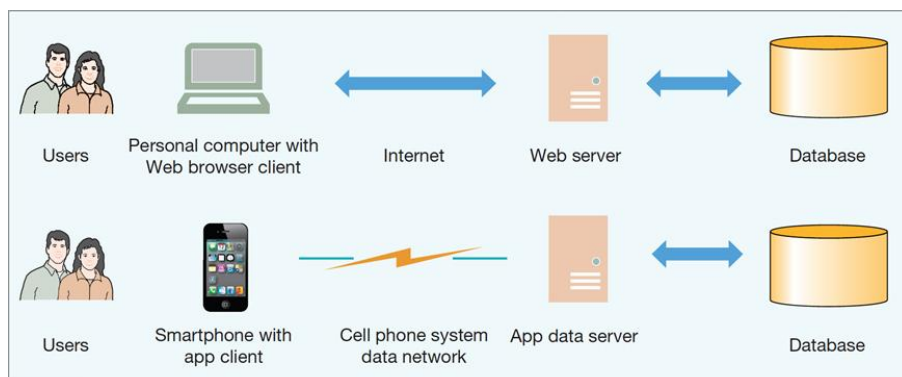 Users
Personal computer with
Web browser client
Internet
Web server
Database
Users
Smartphone with
app client
Cell phone system
data network
App data server
Database